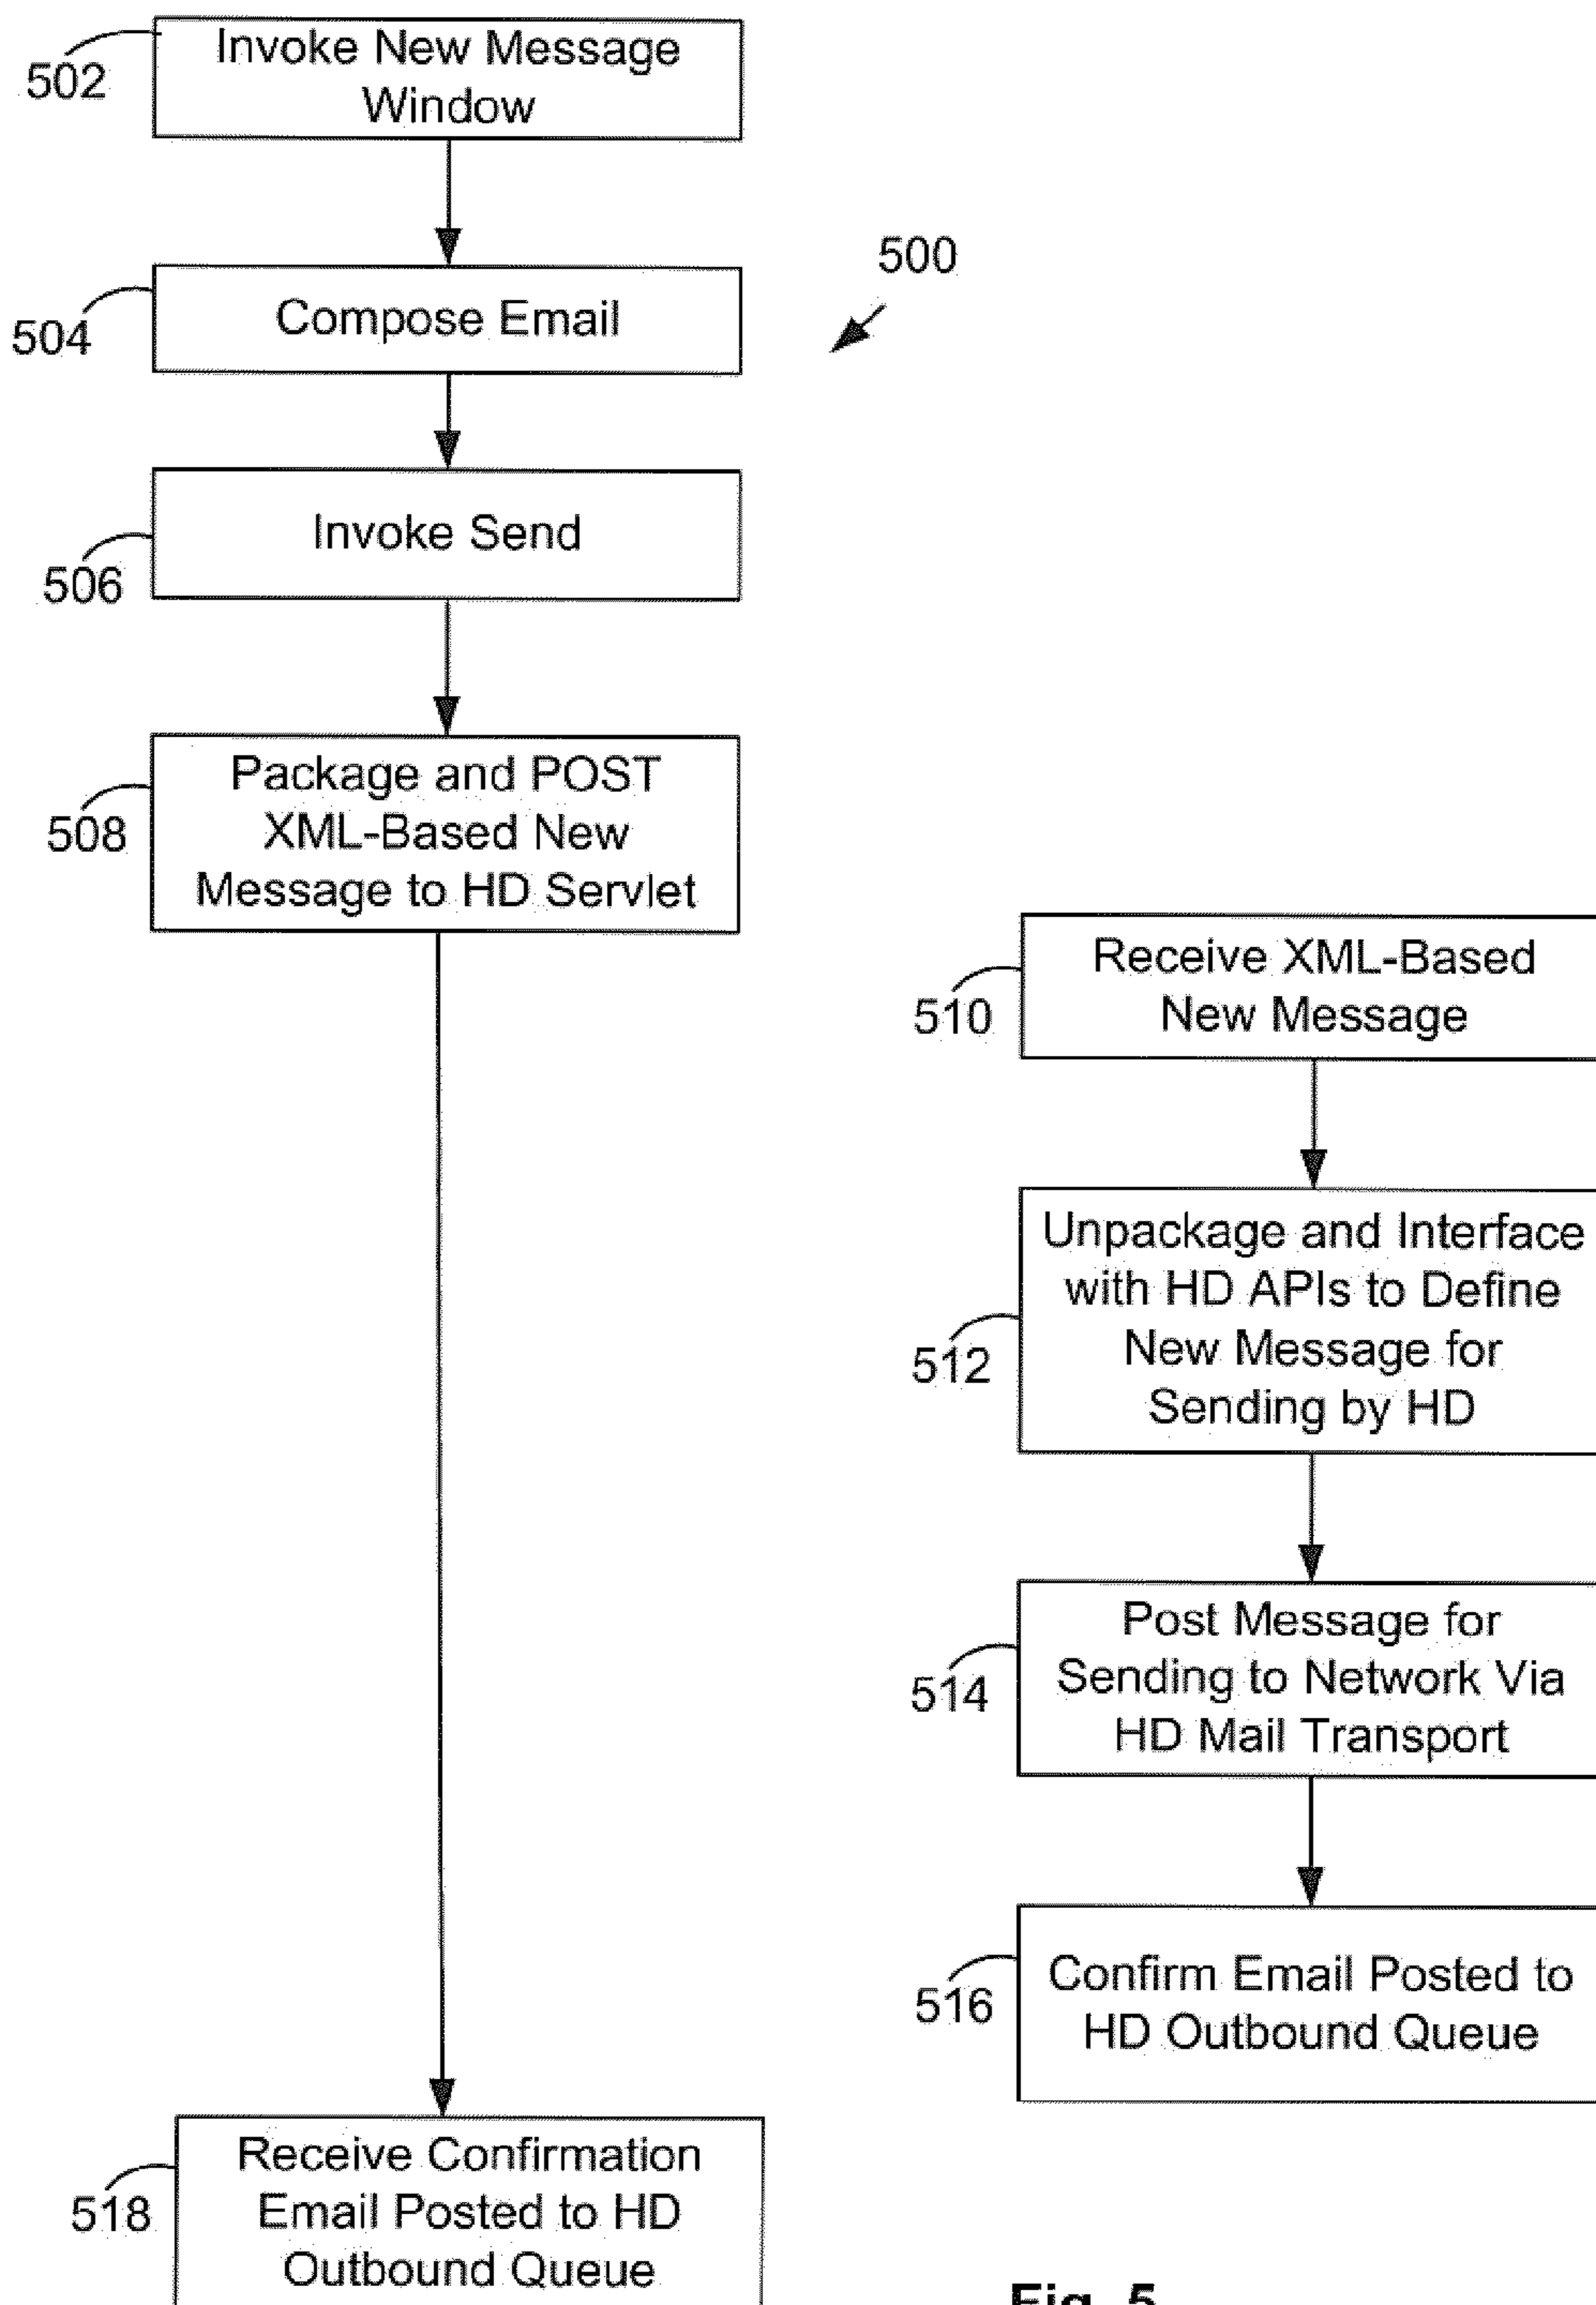 502
Invoke New Message
Window
500
504
Compose Email
506
Invoke Send
508
Package and POST
XML-Based New
Message to HD Servlet
510
Receive XML-Based
New Message
512
Unpackage and Interface
with HD APIs to Define
New Message for
Sending by HD
514
Post Message for
Sending to Network Via
HD Mail Transport
516
Confirm Email Posted to
HD Outbound Queue
518
Receive Confirmation
Email Posted to HD
Outbound Queue
Fig. 5